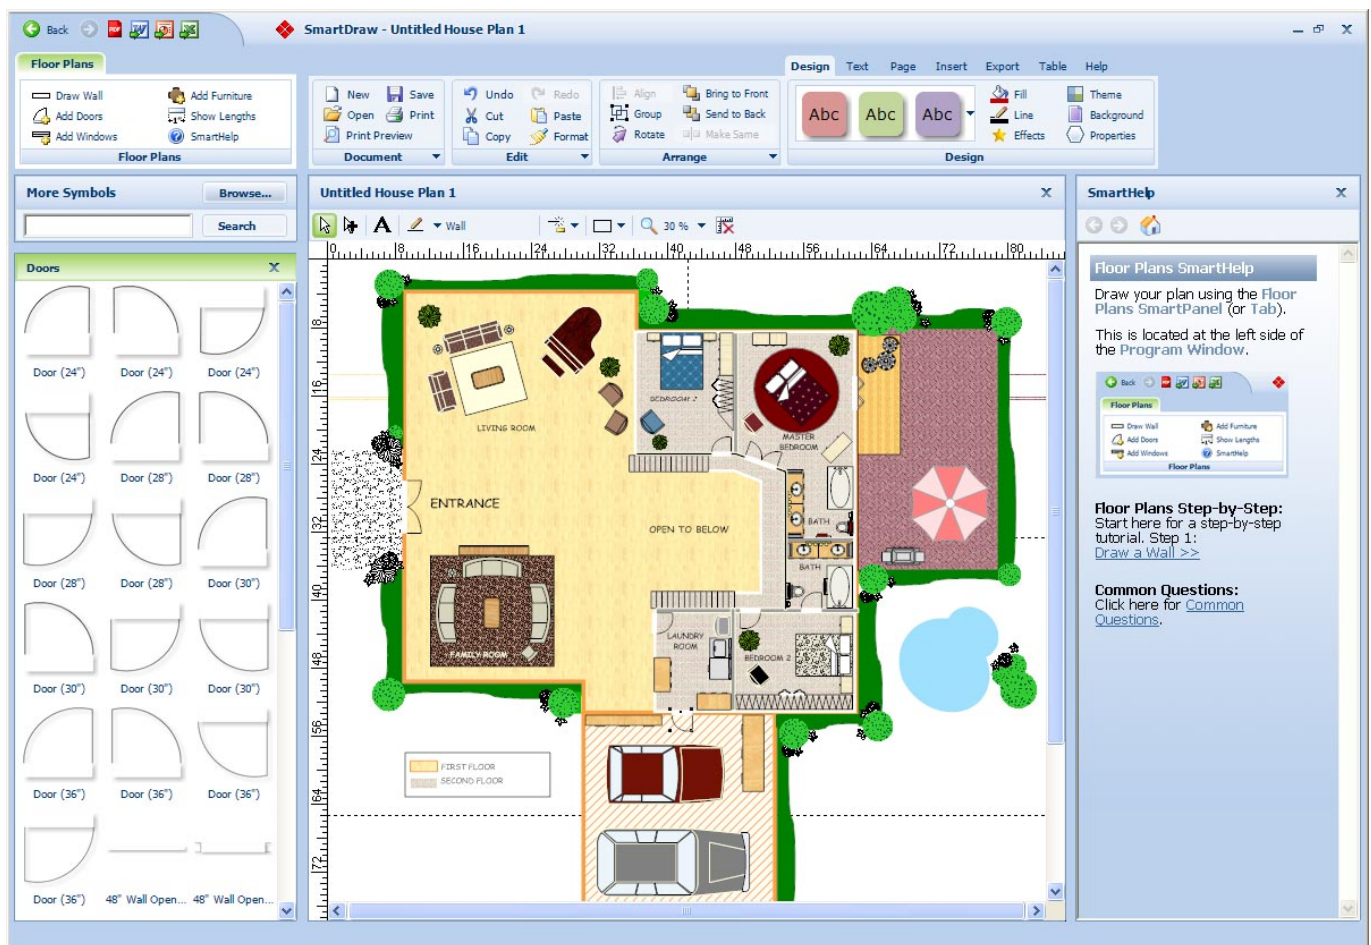 Back
SmartDraw - Untitled House Plan 1
Floor Plans
Draw Wall
Add Furniture
Add Doors
Show Lengths
Add Windows
SmartHelp
Floor Plans
Design Text Page Insert Export Table Help
New Save
Open Print
Print Preview
Document
Undo Redo
Cut Paste
Copy Format
Edit
Align Bring to Front
Group Send to Back
Rotate Make Same
Arrange
Abc Abc Abc
Fill Theme
Line Background
Effects Properties
Design
More Symbols Browse...
Search
Doors X
Door (24") Door (24") Door (24")
Door (24") Door (28") Door (28")
Door (28") Door (28") Door (30")
Door (30") Door (30") Door (30")
Door (36") Door (36") Door (36")
Door (36") 48" Wall Open... 48" Wall Open...
Untitled House Plan 1 X
A Wall 30 %
0 8 16 24 32 40 48 56 64 72 80
8
16
24
32
40
48
56
64
72
LIVING ROOM
BEDROOM 2
MASTER
BEDROOM
ENTRANCE
OPEN TO BELOW
BATH
BATH
FAMILY ROOM
LAUNDRY
ROOM
BEDROOM 2
FIRST FLOOR
SECOND FLOOR
SmartHelp X
Floor Plans SmartHelp
Draw your plan using the Floor
Plans SmartPanel (or Tab).
This is located at the left side of
the Program Window.
Back
Floor Plans
Draw Wall Add Furniture
Add Doors Show Lengths
Add Windows SmartHelp
Floor Plans
Floor Plans Step-by-Step:
Start here for a step-by-step
tutorial. Step 1:
Draw a Wall >>
Common Questions:
Click here for Common
Questions.